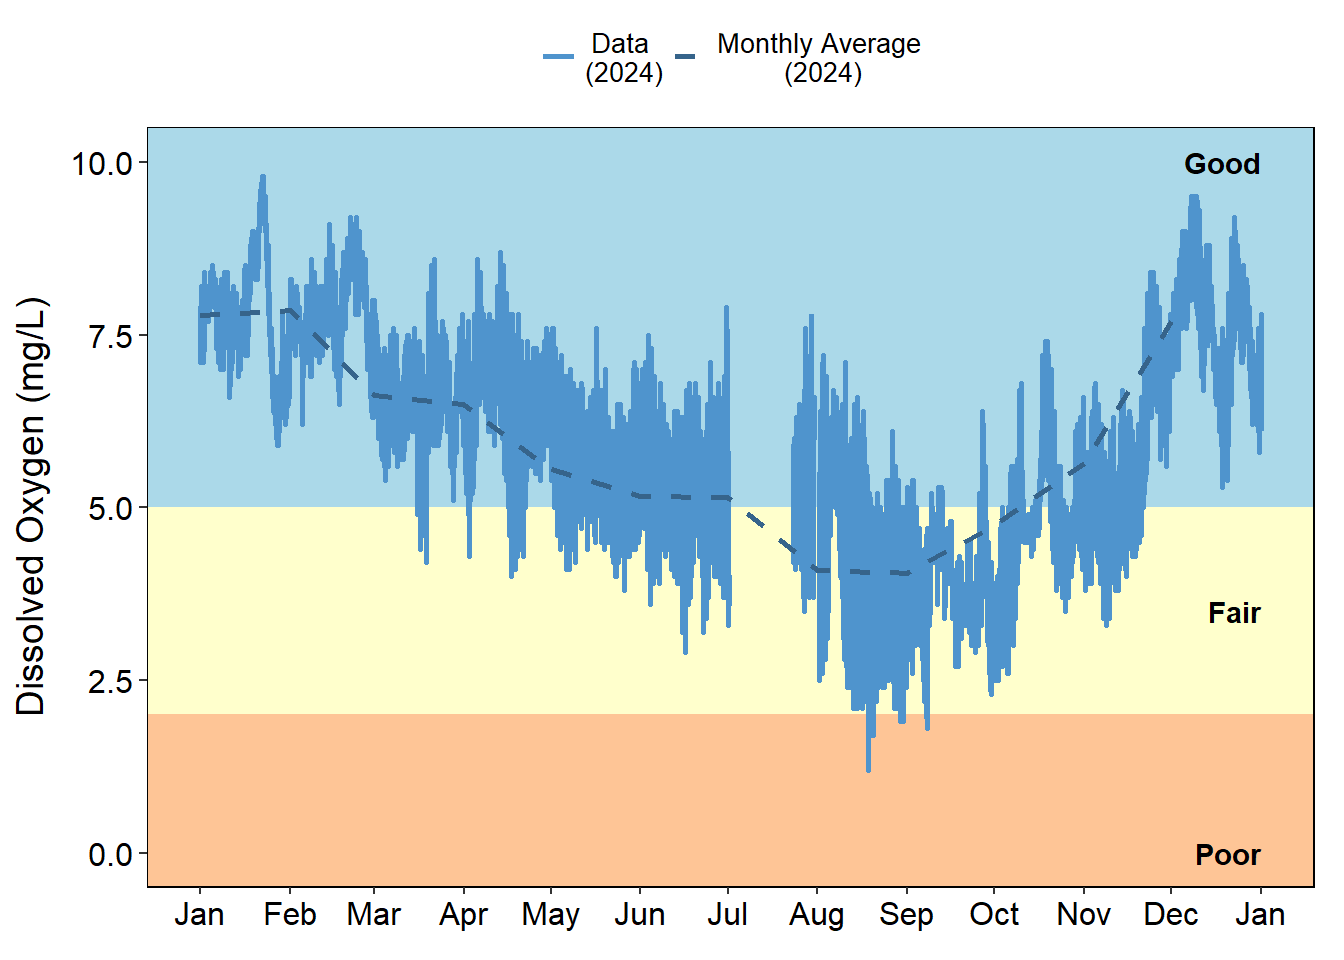 Data
(2024)
Monthly Average
(2024)
Dissolved Oxygen (mg/L)
10.0
7.5
5.0
2.5
0.0
Good
Fair
Poor
Jan Feb Mar Apr May Jun Jul Aug Sep Oct Nov Dec Jan